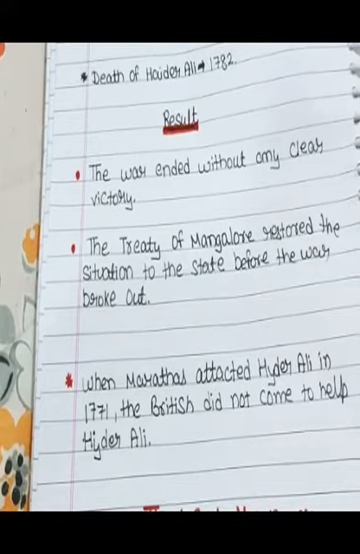 * Death of Haider Ali → 1782.
Result
• The war ended without any clear
victory.
• The Treaty of Mangalore restored the
situation to the state before the war
broke out.
* When Marathas attacted Hyder Ali in
1771, the British did not come to help
Hyder Ali.